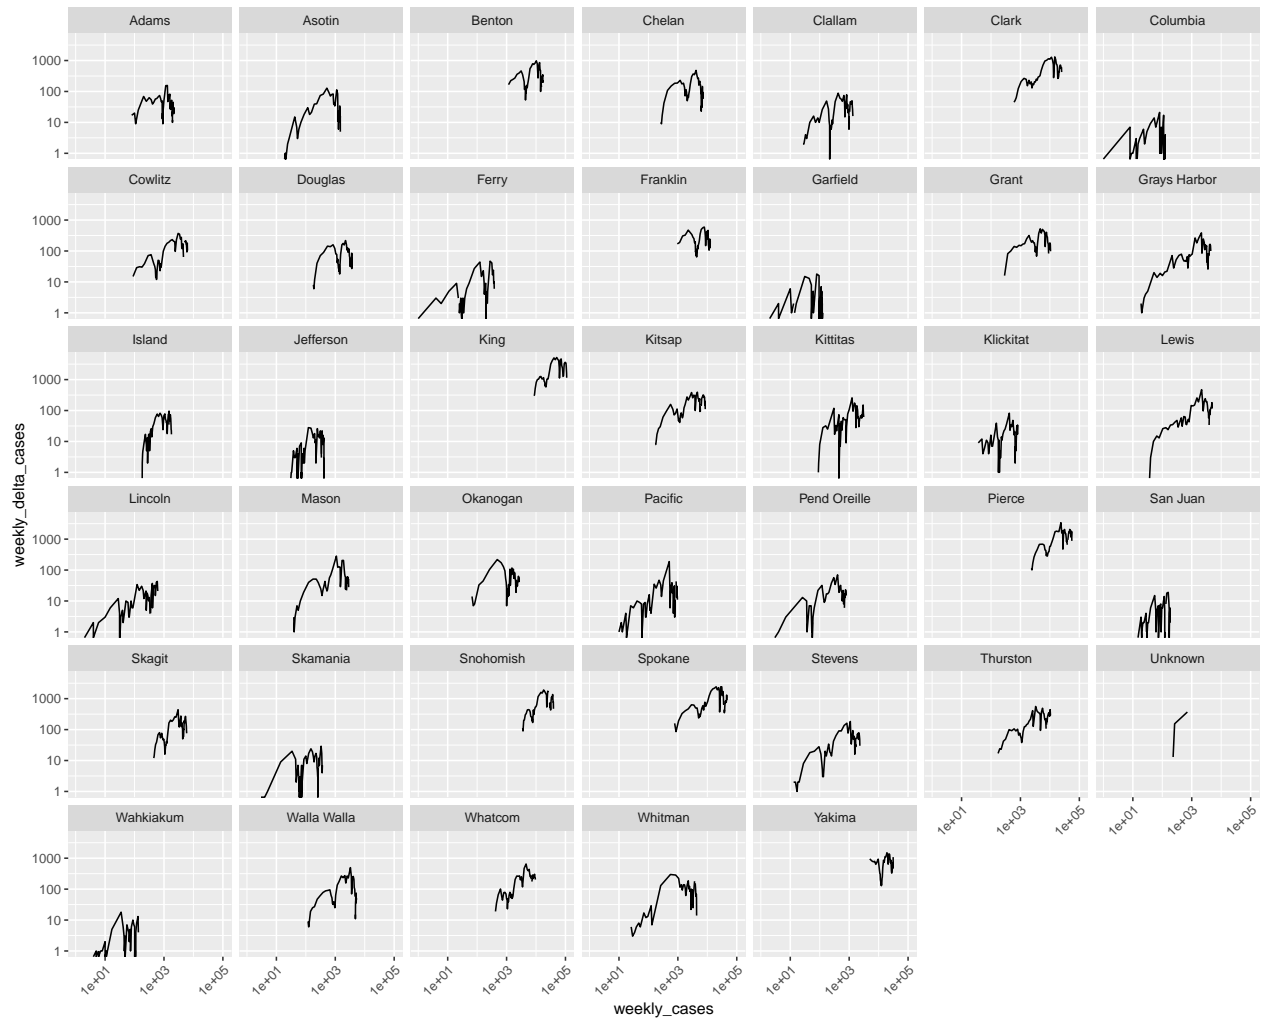 Adams Asotin Benton Chelan Clallam Clark Columbia
1000
100
10
1
Cowlitz Douglas Ferry Franklin Garfield Grant Grays Harbor
1000
100
10
1
Island Jefferson King Kitsap Kittitas Klickitat Lewis
1000
100
10
1
weekly_delta_cases
Lincoln Mason Okanogan Pacific Pend Oreille Pierce San Juan
1000
100
10
1
Skagit Skamania Snohomish Spokane Stevens Thurston Unknown
1000
100
10
1
1e+01 1e+03 1e+05 1e+01 1e+03 1e+05
Wahkiakum Walla Walla Whatcom Whitman Yakima
1000
100
10
1
1e+01 1e+03 1e+05 1e+01 1e+03 1e+05 1e+01 1e+03 1e+05 1e+01 1e+03 1e+05 1e+01 1e+03 1e+05
weekly_cases